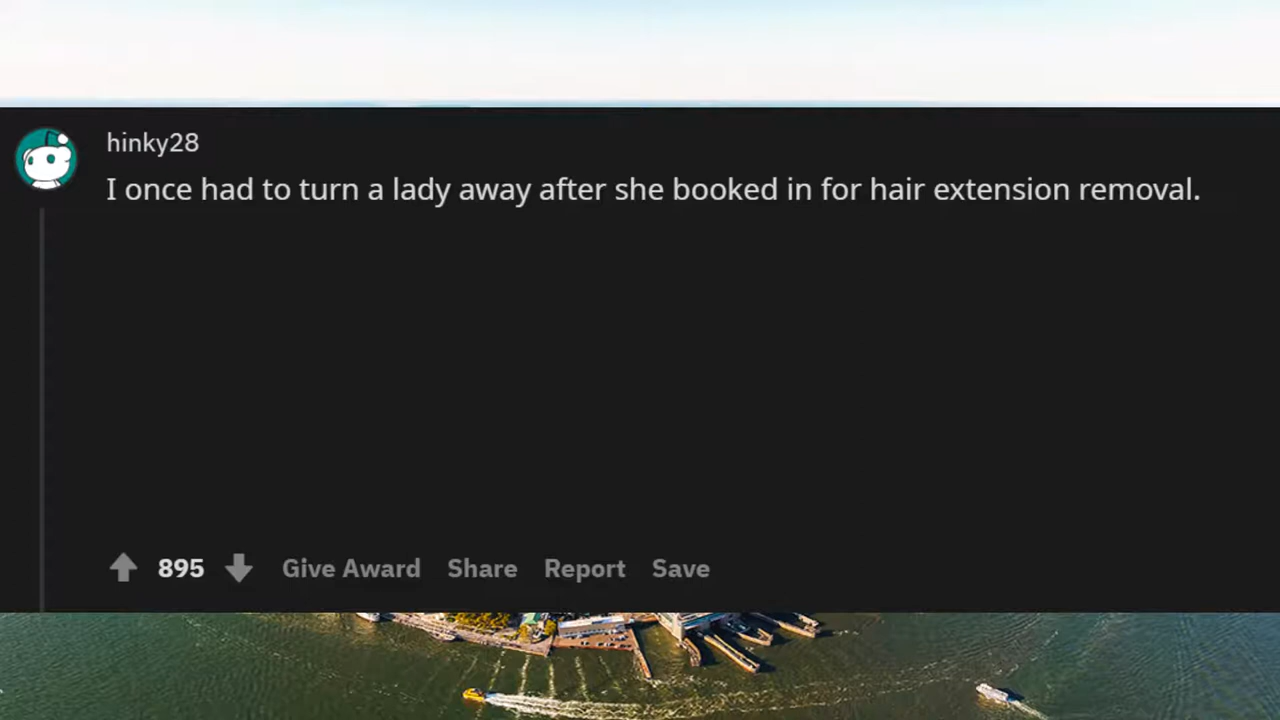 hinky28
I once had to turn a lady away after she booked in for hair extension removal.
895 Give Award Share Report Save